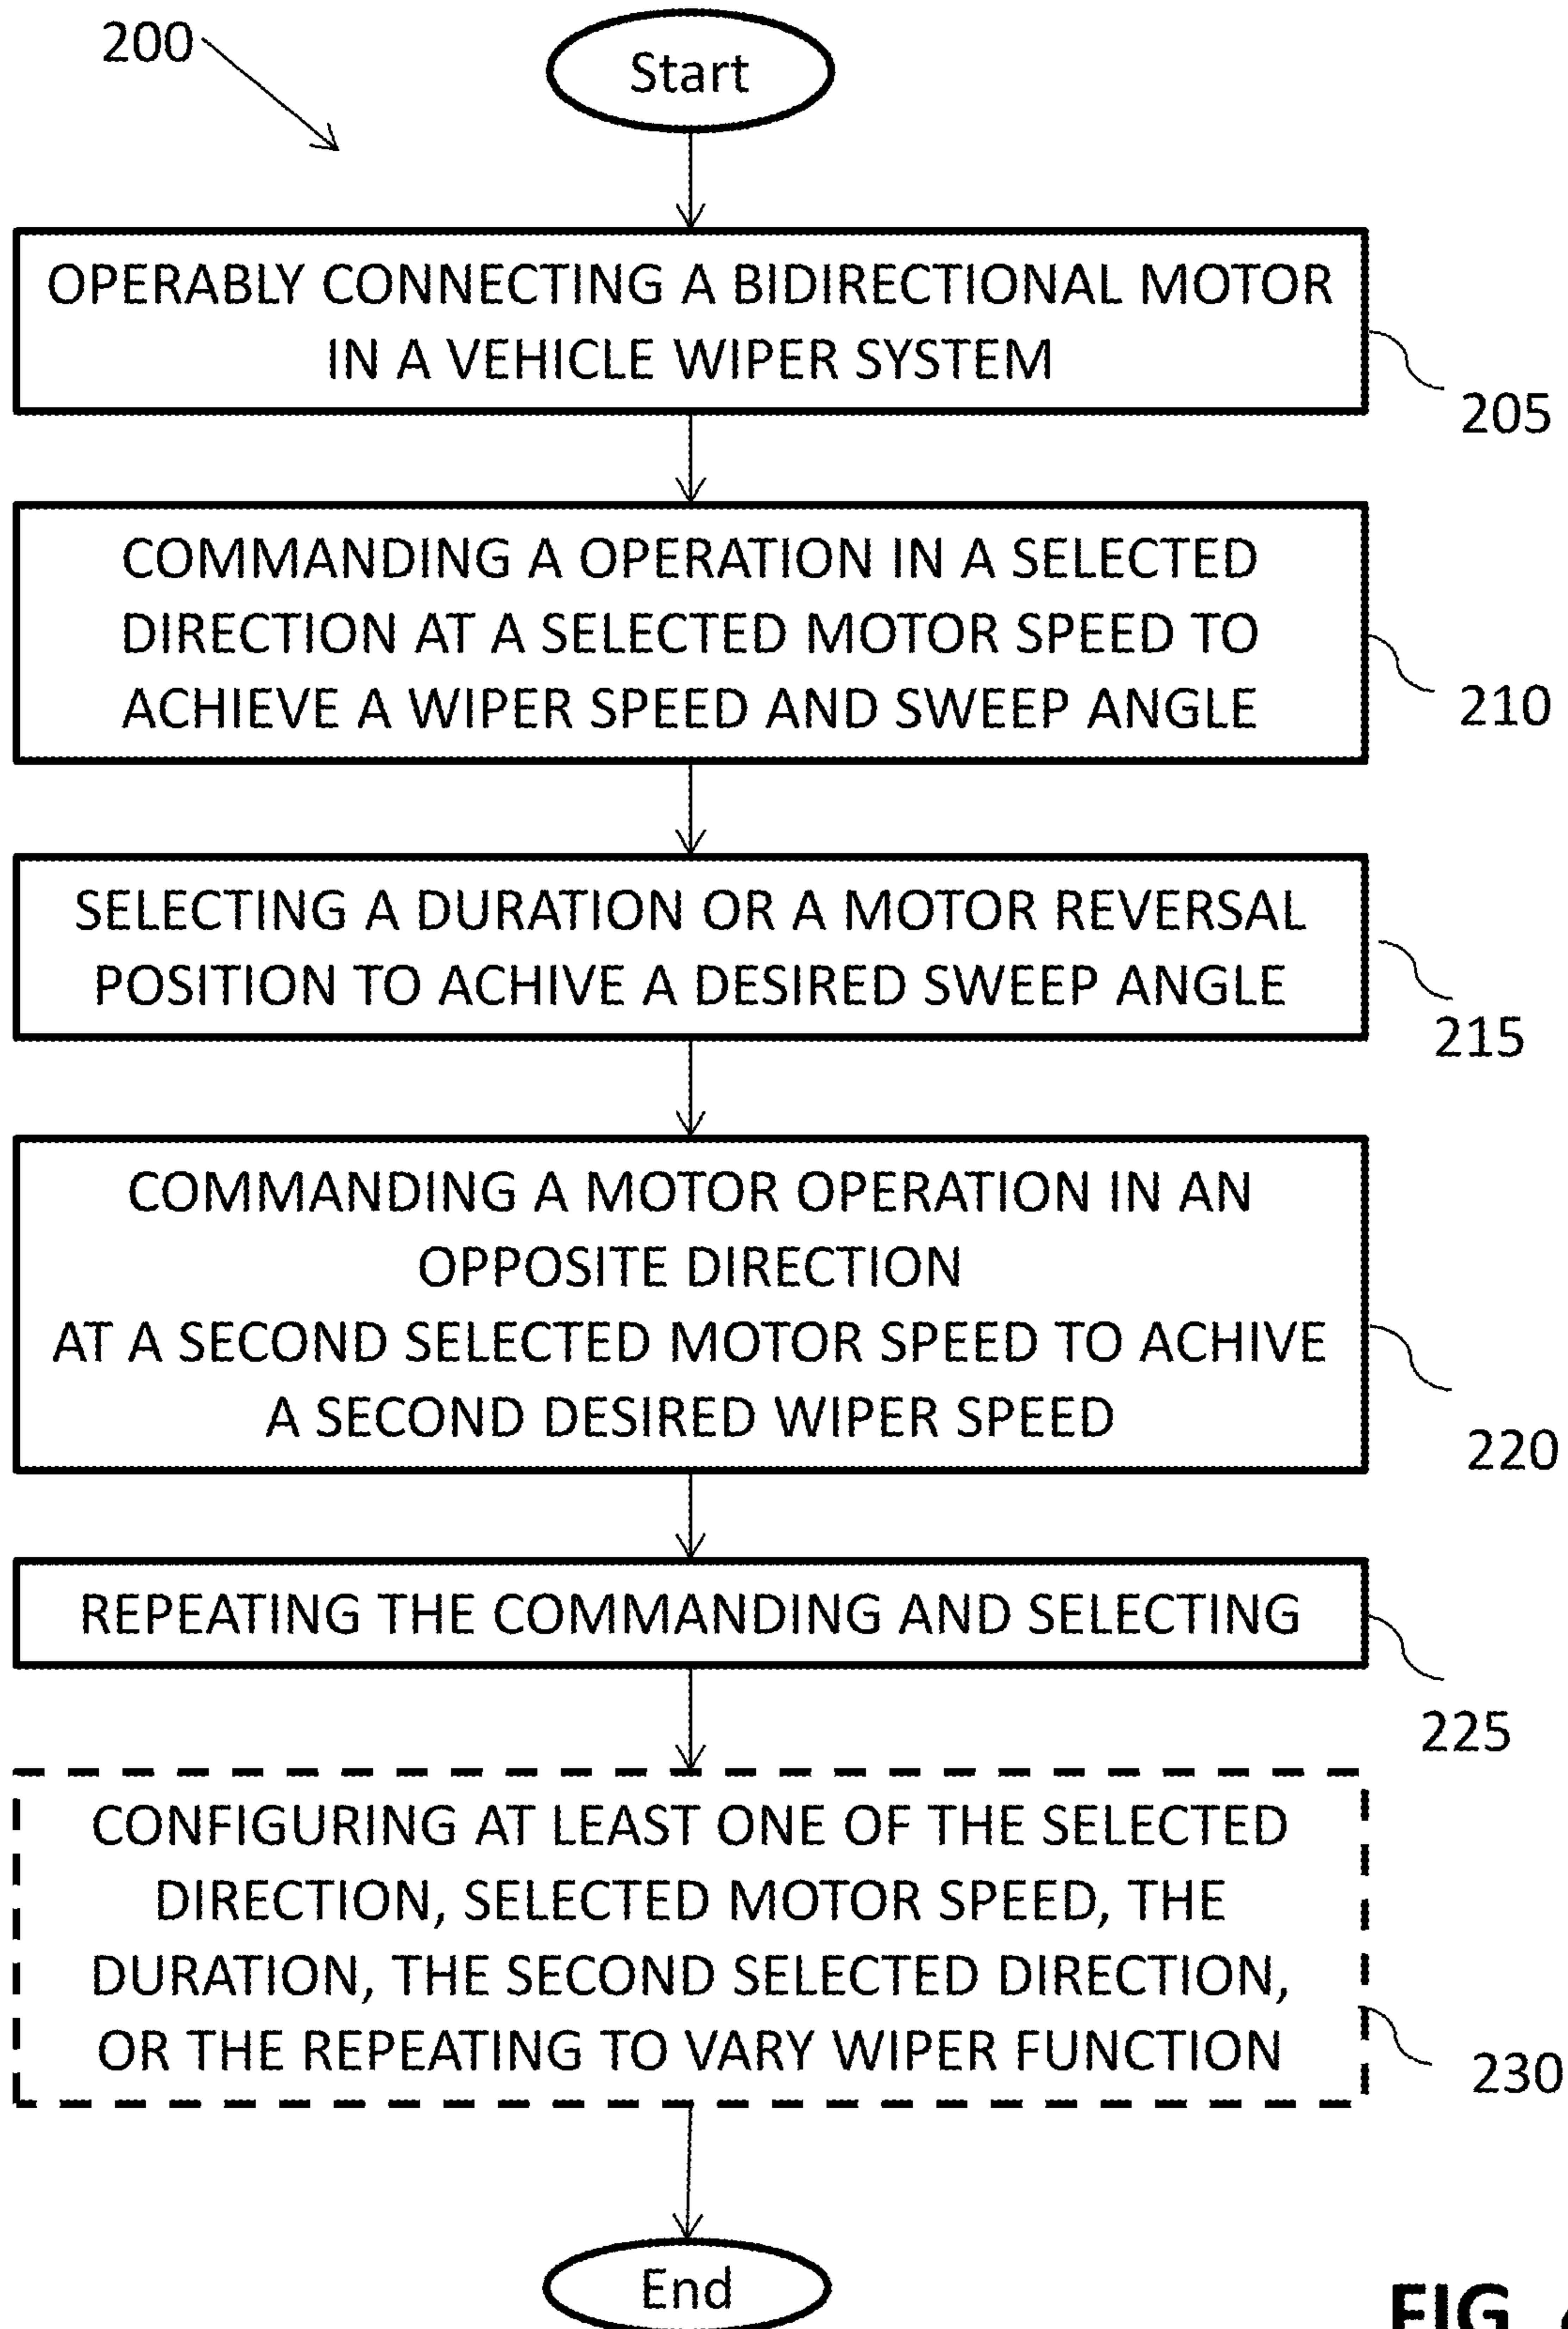 200
Start
OPERABLY CONNECTING A BIDIRECTIONAL MOTOR
IN A VEHICLE WIPER SYSTEM
205
COMMANDING A OPERATION IN A SELECTED
DIRECTION AT A SELECTED MOTOR SPEED TO
ACHIEVE A WIPER SPEED AND SWEEP ANGLE
210
SELECTING A DURATION OR A MOTOR REVERSAL
POSITION TO ACHIVE A DESIRED SWEEP ANGLE
215
COMMANDING A MOTOR OPERATION IN AN
OPPOSITE DIRECTION
AT A SECOND SELECTED MOTOR SPEED TO ACHIVE
A SECOND DESIRED WIPER SPEED
220
REPEATING THE COMMANDING AND SELECTING
225
CONFIGURING AT LEAST ONE OF THE SELECTED
DIRECTION, SELECTED MOTOR SPEED, THE
DURATION, THE SECOND SELECTED DIRECTION,
OR THE REPEATING TO VARY WIPER FUNCTION
230
End
FIG.